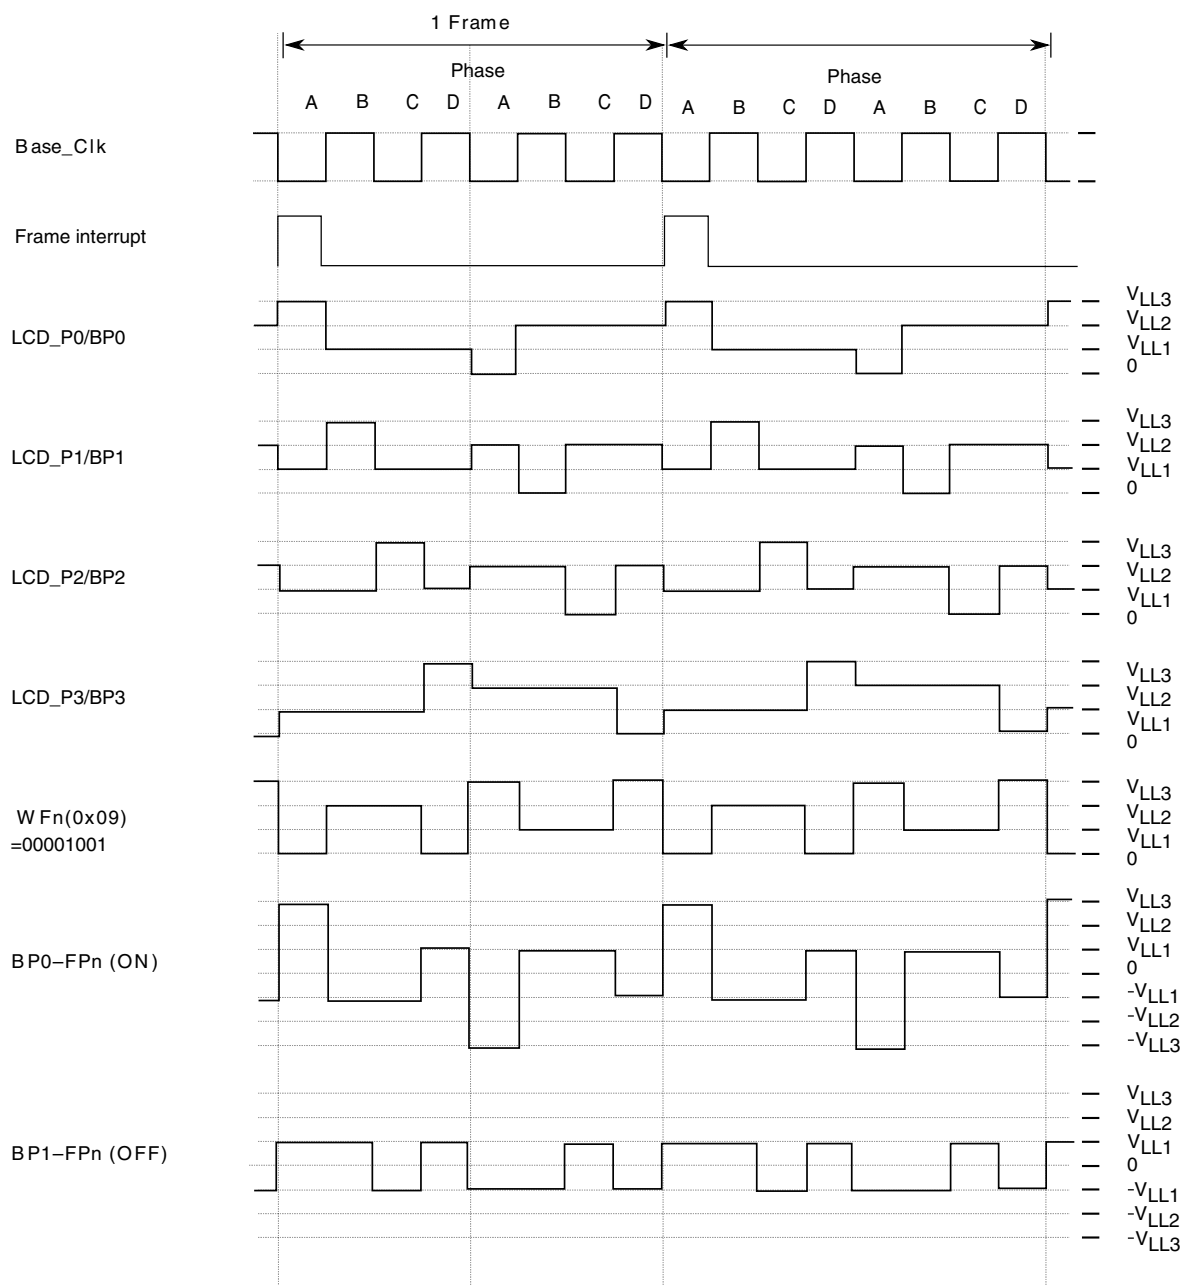 1 Frame
Phase
Phase
A B C D A B C D A B C D A B C D
Base_Clk
Frame interrupt
LCD_P0/BP0
VLL3
VLL2
VLL1
0
LCD_P1/BP1
VLL3
VLL2
VLL1
0
LCD_P2/BP2
VLL3
VLL2
VLL1
0
LCD_P3/BP3
VLL3
VLL2
VLL1
0
WFn(0x09)
=00001001
VLL3
VLL2
VLL1
0
BP0–FPn (ON)
VLL3
VLL2
VLL1
0
-VLL1
-VLL2
-VLL3
BP1–FPn (OFF)
VLL3
VLL2
VLL1
0
-VLL1
-VLL2
-VLL3